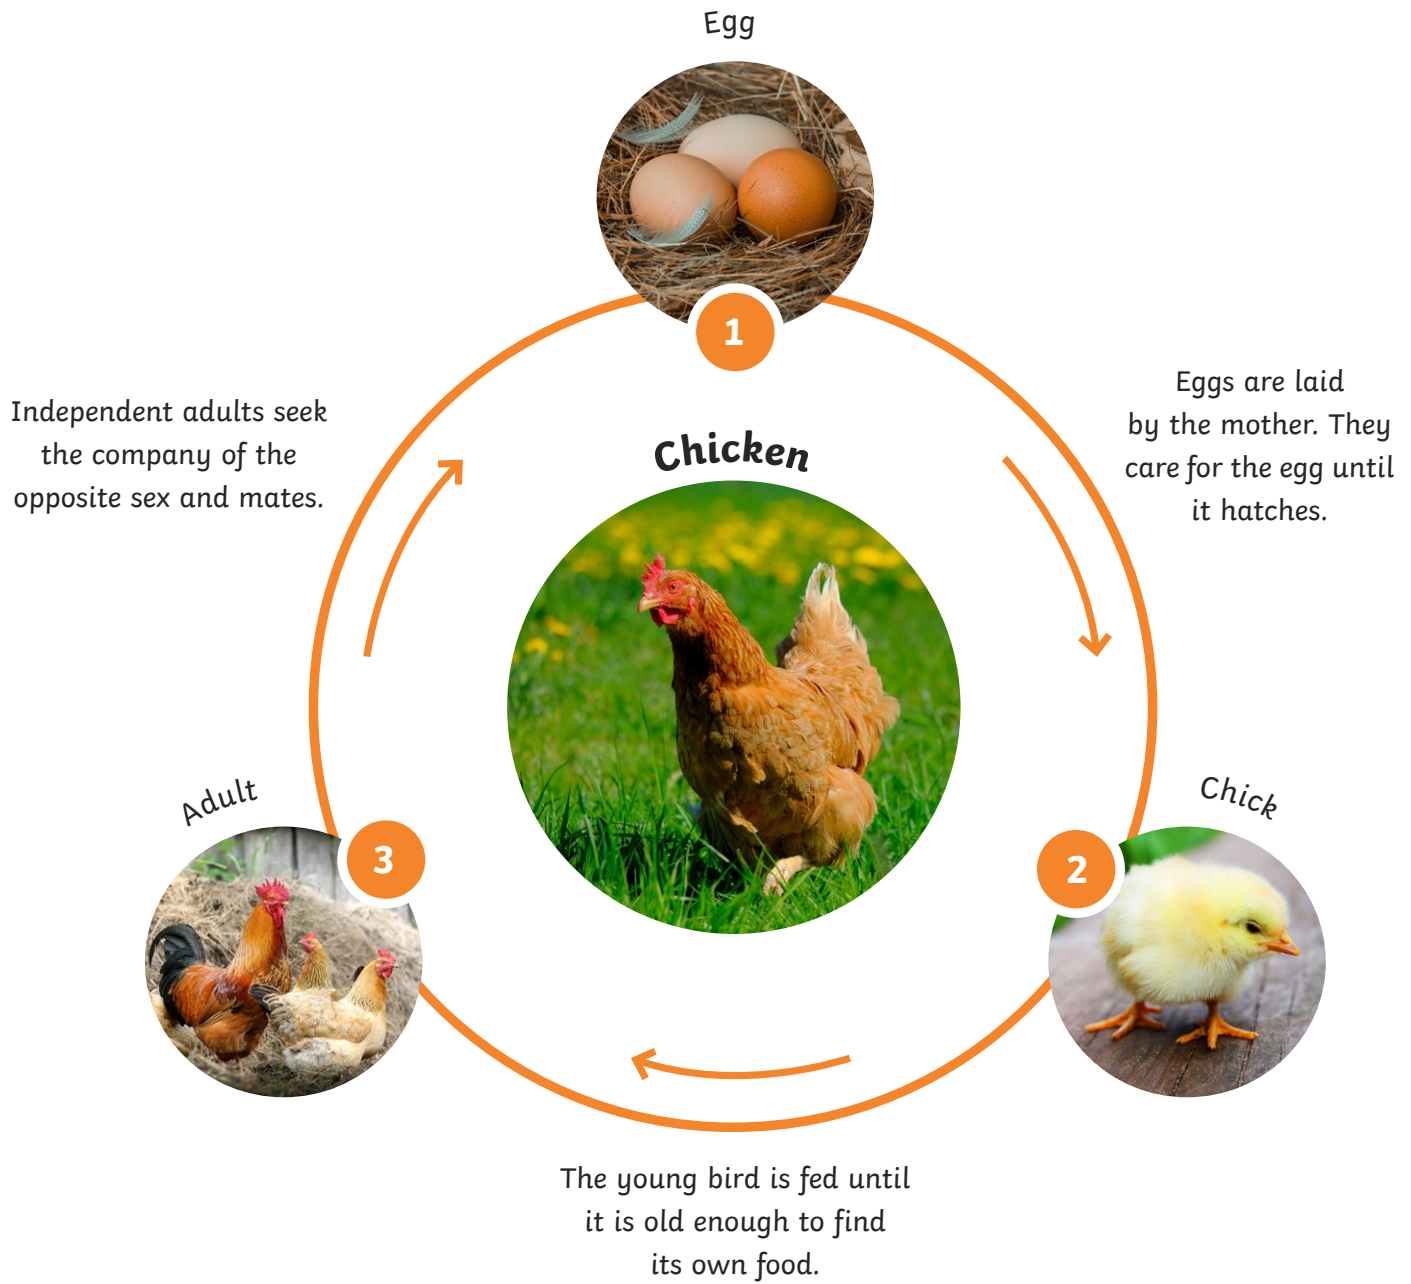 Egg
1
Eggs are laid
by the mother. They
care for the egg until
it hatches.
Chick
2
The young bird is fed until
it is old enough to find
its own food.
Adult
3
Independent adults seek
the company of the
opposite sex and mates.
Chicken